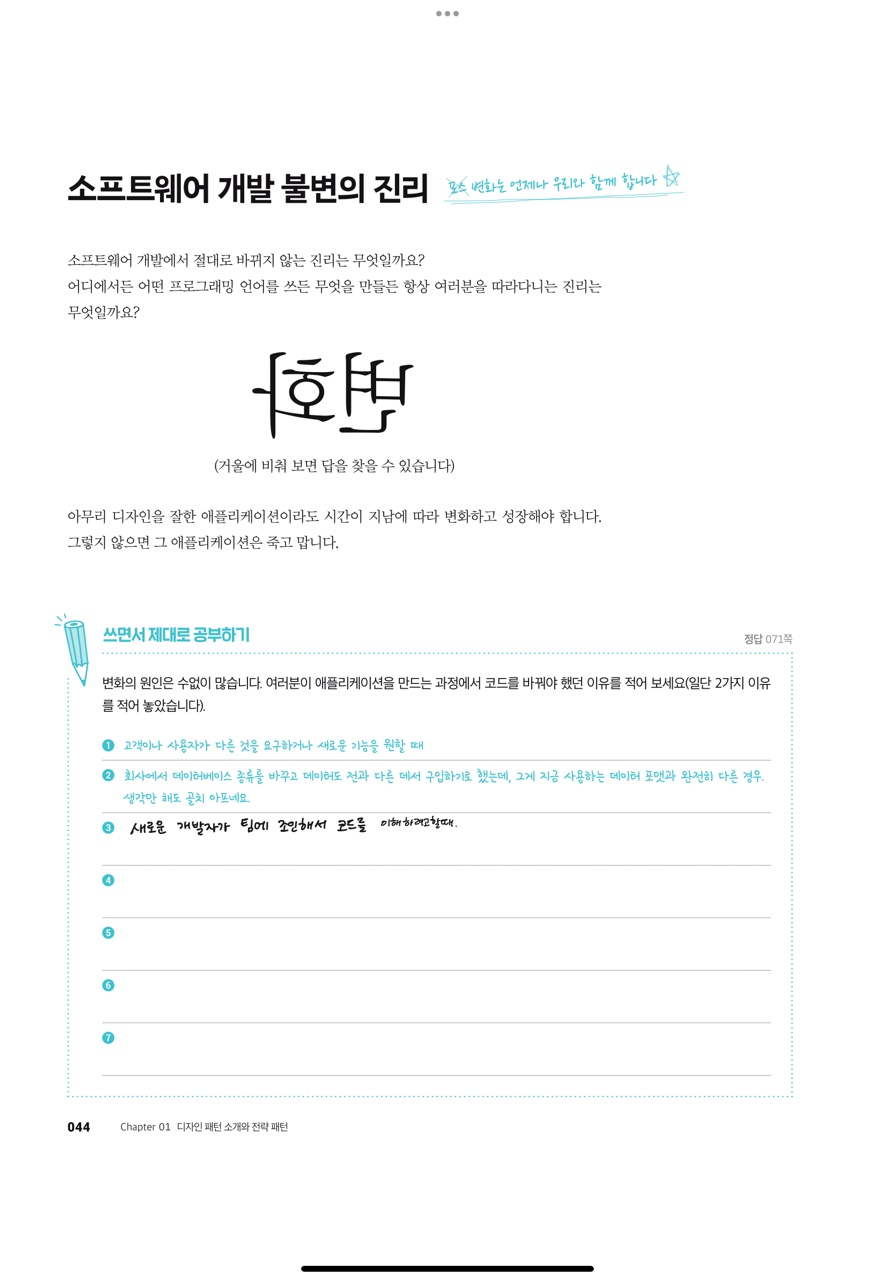 소프트웨어 개발 불변의 진리 포스 변화는 언제나 우리와 함께 합니다
소프트웨어 개발에서 절대로 바뀌지 않는 진리는 무엇일까요?
어디에서든 어떤 프로그래밍 언어를 쓰든 무엇을 만들든 항상 여러분을 따라다니는 진리는
무엇일까요?
변화
(거울에 비춰 보면 답을 찾을 수 있습니다)
아무리 디자인을 잘한 애플리케이션이라도 시간이 지남에 따라 변화하고 성장해야 합니다.
그렇지 않으면 그 애플리케이션은 죽고 맙니다.
쓰면서 제대로 공부하기
정답 071쪽
변화의 원인은 수없이 많습니다. 여러분이 애플리케이션을 만드는 과정에서 코드를 바꿔야 했던 이유를 적어 보세요(일단 2가지 이유
를 적어 놓았습니다).
❶ 고객이나 사용자가 다른 것을 요구하거나 새로운 기능을 원할 때
❷ 회사에서 데이터베이스 종류를 바꾸고 데이터도 전과 다른 데서 구입하기로 했는데, 그게 지금 사용하는 데이터 포맷과 완전히 다른 경우.
생각만 해도 골치 아프네요.
❸ 새로운 개발자가 팀에 조인해서 코드를 이해하려고할때.
❹
❺
❻
❼
044 Chapter 01 디자인 패턴 소개와 전략 패턴